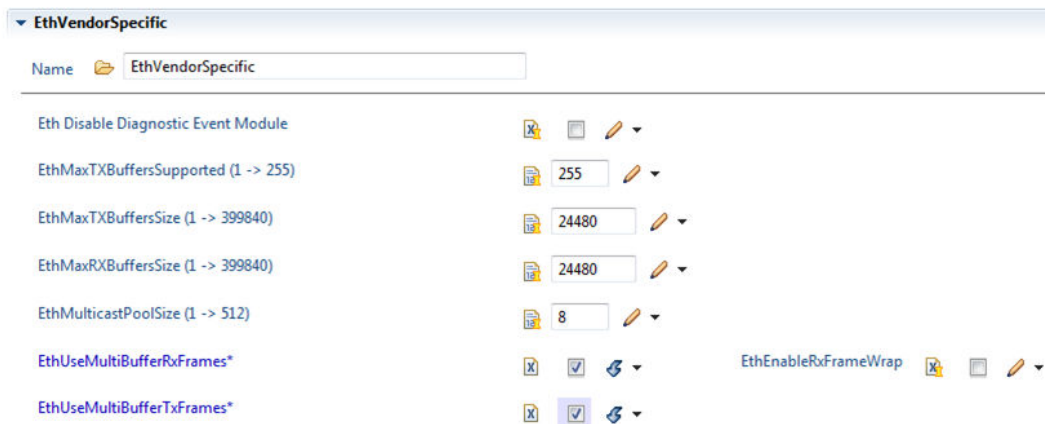 EthVendorSpecific
Name EthVendorSpecific
Eth Disable Diagnostic Event Module
EthMaxTXBuffersSupported (1 -> 255) 255
EthMaxTXBuffersSize (1 -> 399840) 24480
EthMaxRXBuffersSize (1 -> 399840) 24480
EthMulticastPoolSize (1 -> 512) 8
EthUseMultiBufferRxFrames* EthEnableRxFrameWrap
EthUseMultiBufferTxFrames*